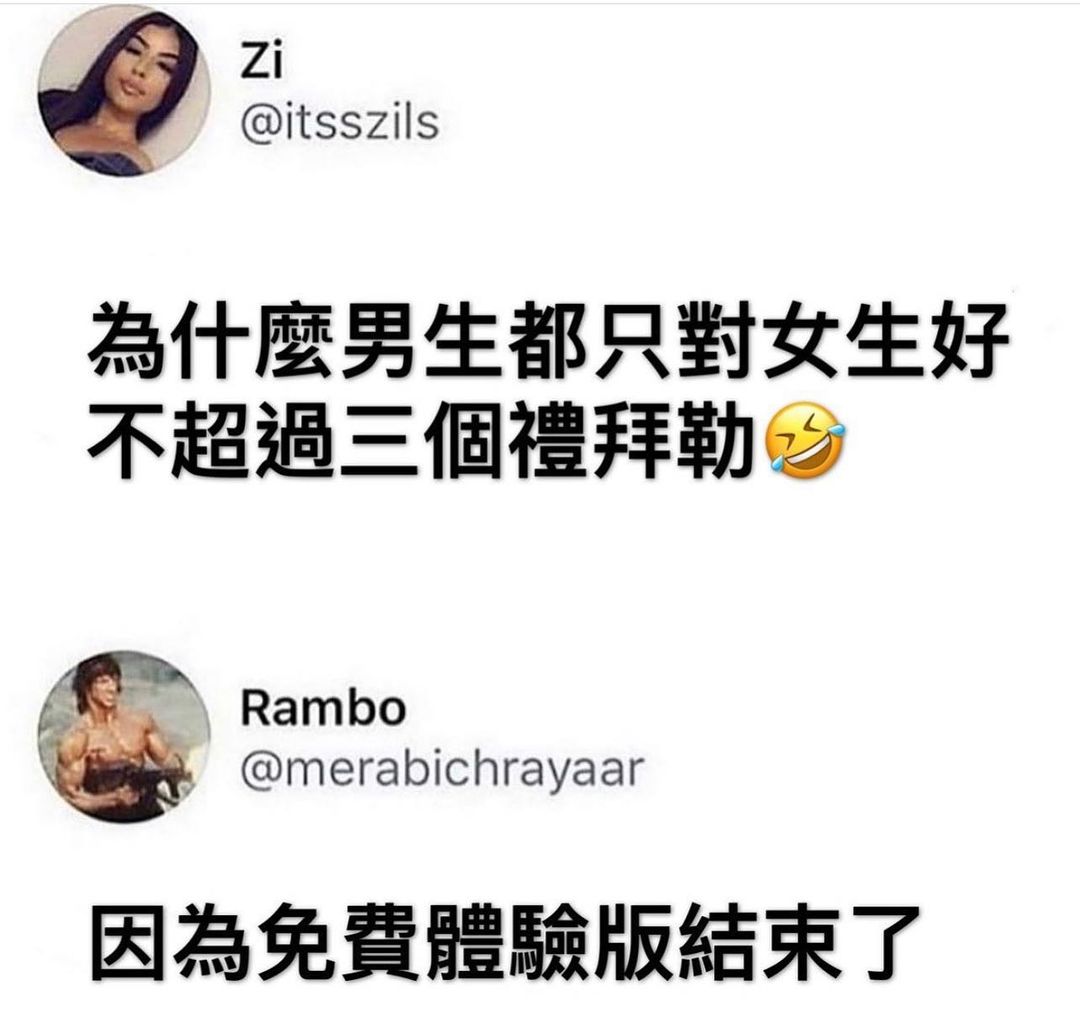 Zi
@itsszils
為什麼男生都只對女生好
不超過三個禮拜勒🤣
Rambo
@merabichrayaar
因為免費體驗版結束了